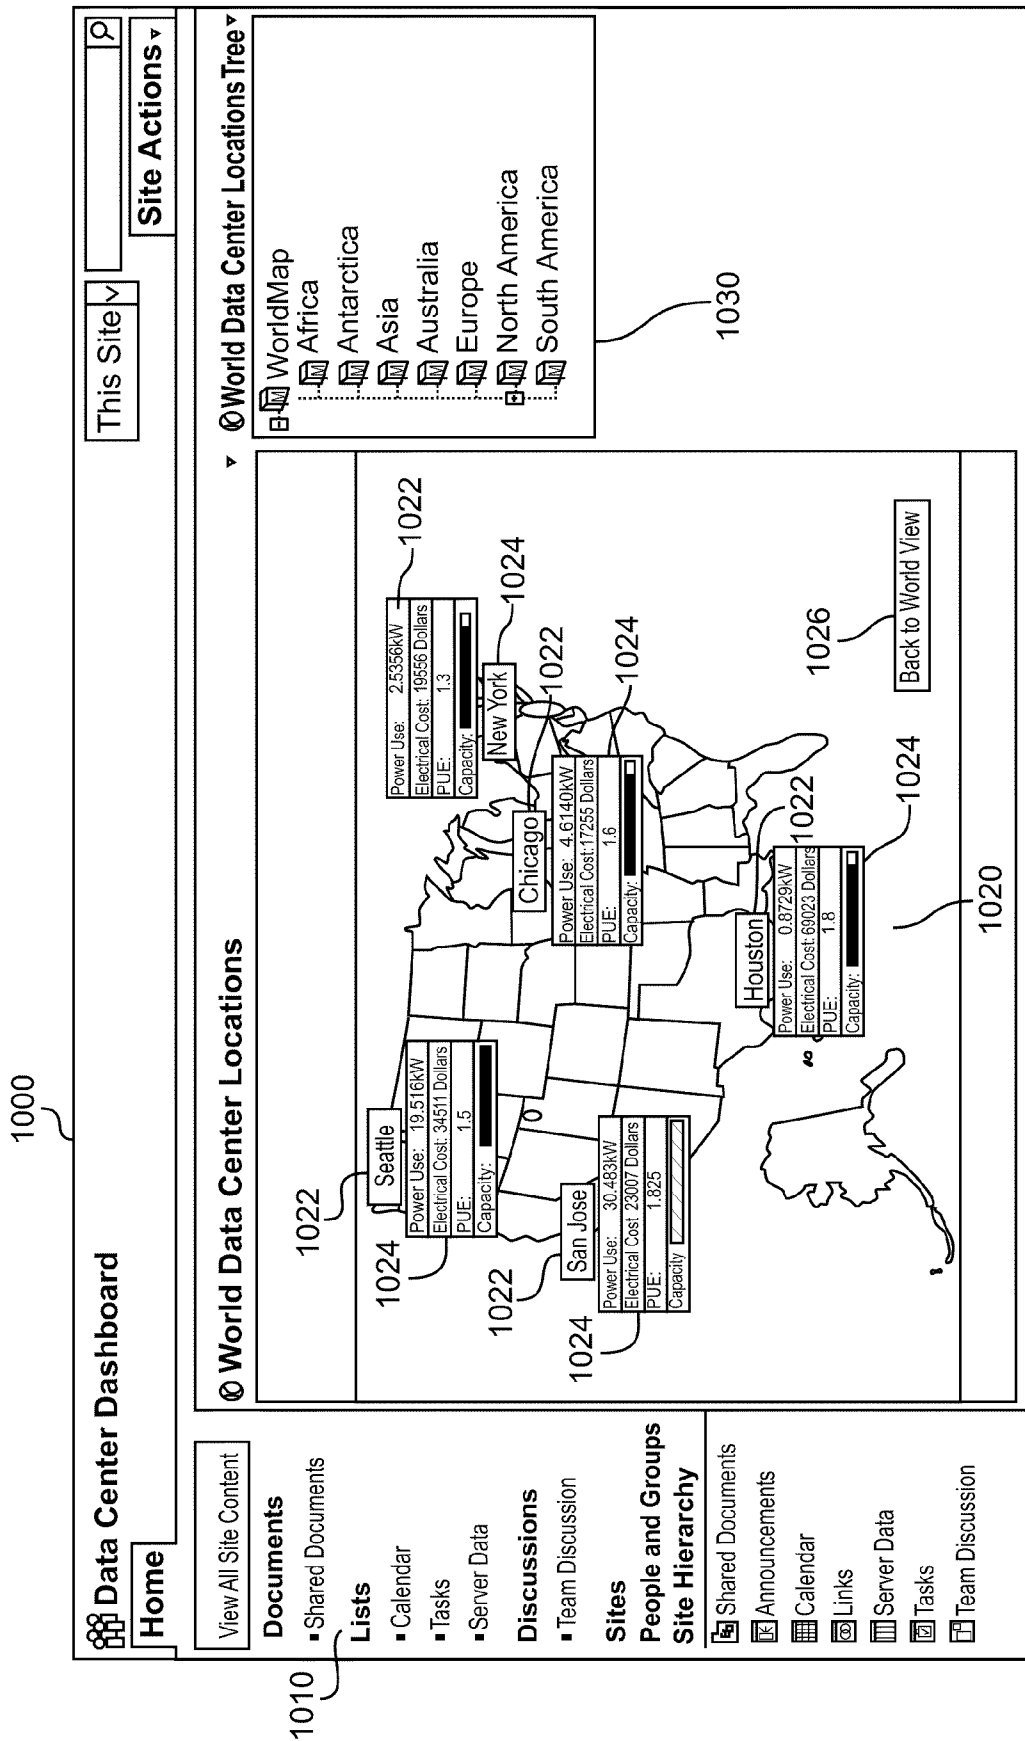 1000
Data Center Dashboard
This Site
Home
Site Actions
View All Site Content
Documents
▪ Shared Documents
Lists
▪ Calendar
▪ Tasks
▪ Server Data
Discussions
▪ Team Discussion
Sites
People and Groups
Site Hierarchy
Shared Documents
Announcements
Calendar
Links
Server Data
Tasks
Team Discussion
1010
World Data Center Locations
1022
Seattle
1024
Power Use: 19.516kW
Electrical Cost: 34511 Dollars
PUE: 1.5
Capacity:
1022
San Jose
1024
Power Use: 30.483kW
Electrical Cost 23007 Dollars
PUE: 1.825
Capacity
Power Use: 2.5356kW
Electrical Cost: 19556 Dollars
PUE: 1.3
Capacity:
1022
New York
1024
Chicago
1022
Power Use: 4.6140kW
Electrical Cost:17255 Dollars
PUE: 1.6
Capacity:
1024
Houston
1022
Power Use: 0.8729kW
Electrical Cost: 69023 Dollars
PUE: 1.8
Capacity:
1024
1026
Back to World View
1020
World Data Center Locations Tree
WorldMap
Africa
Antarctica
Asia
Australia
Europe
North America
South America
1030